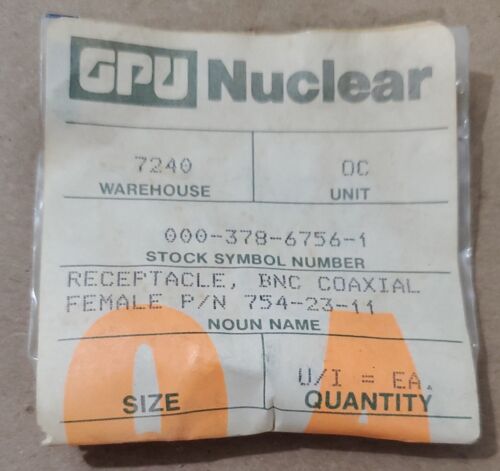 GPU Nuclear
7240 OC
WAREHOUSE UNIT
000-378-6756-1
STOCK SYMBOL NUMBER
RECEPTACLE, BNC COAXIAL
FEMALE P/N 754-23-11
NOUN NAME
U/I = EA.
SIZE QUANTITY
QA